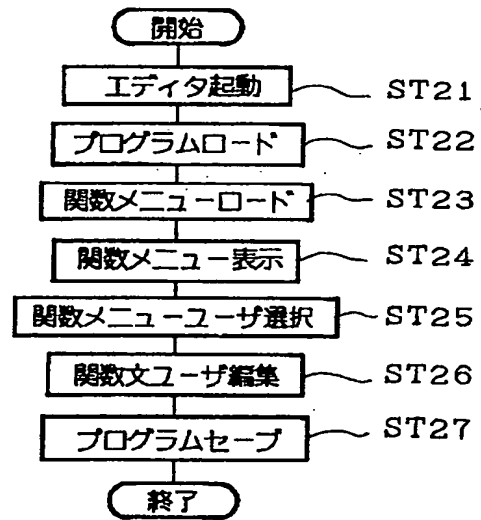 開始
エディタ起動 ST21
プログラムロード ST22
関数メニューロード ST23
関数メニュー表示 ST24
関数メニューユーザ選択 ST25
関数文ユーザ編集 ST26
プログラムセーブ ST27
終了